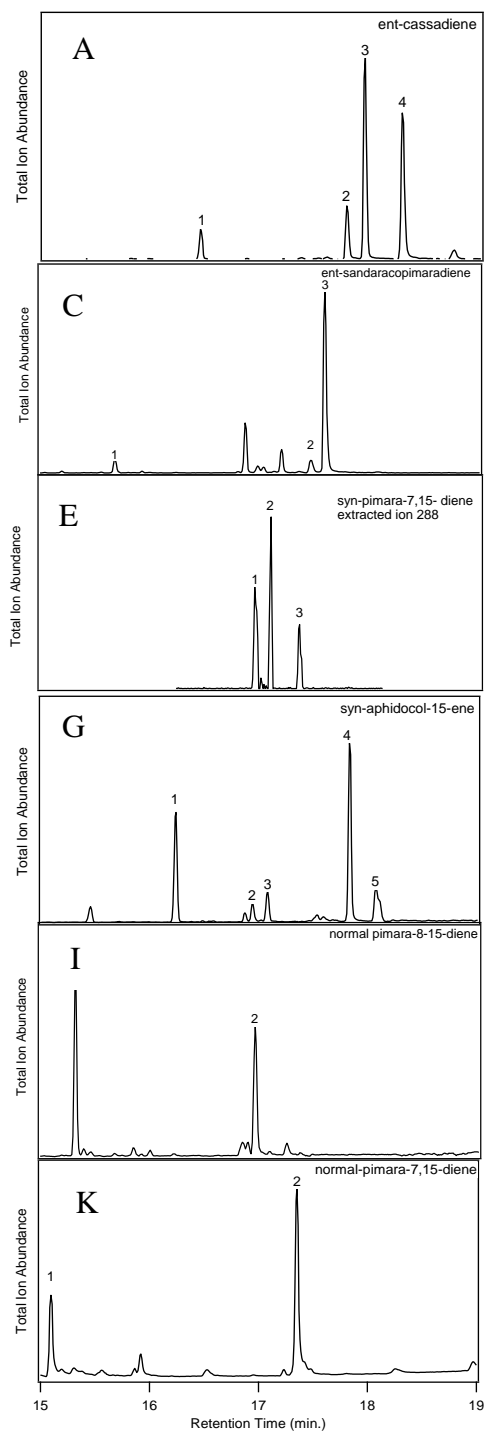 ent-cassadiene
A
Total Ion Abundance
1
2
3
4
ent-sandaracopimaradiene
C
Total Ion Abundance
1
2
3
syn-pimara-7,15- diene
extracted ion 288
E
Total Ion Abundance
1
2
3
syn-aphidocol-15-ene
G
Total Ion Abundance
1
2
3
4
5
normal pimara-8-15-diene
I
Total Ion Abundance
2
normal-pimara-7,15-diene
K
Total Ion Abundance
1
2
15 16 17 18 19
Retention Time (min.)